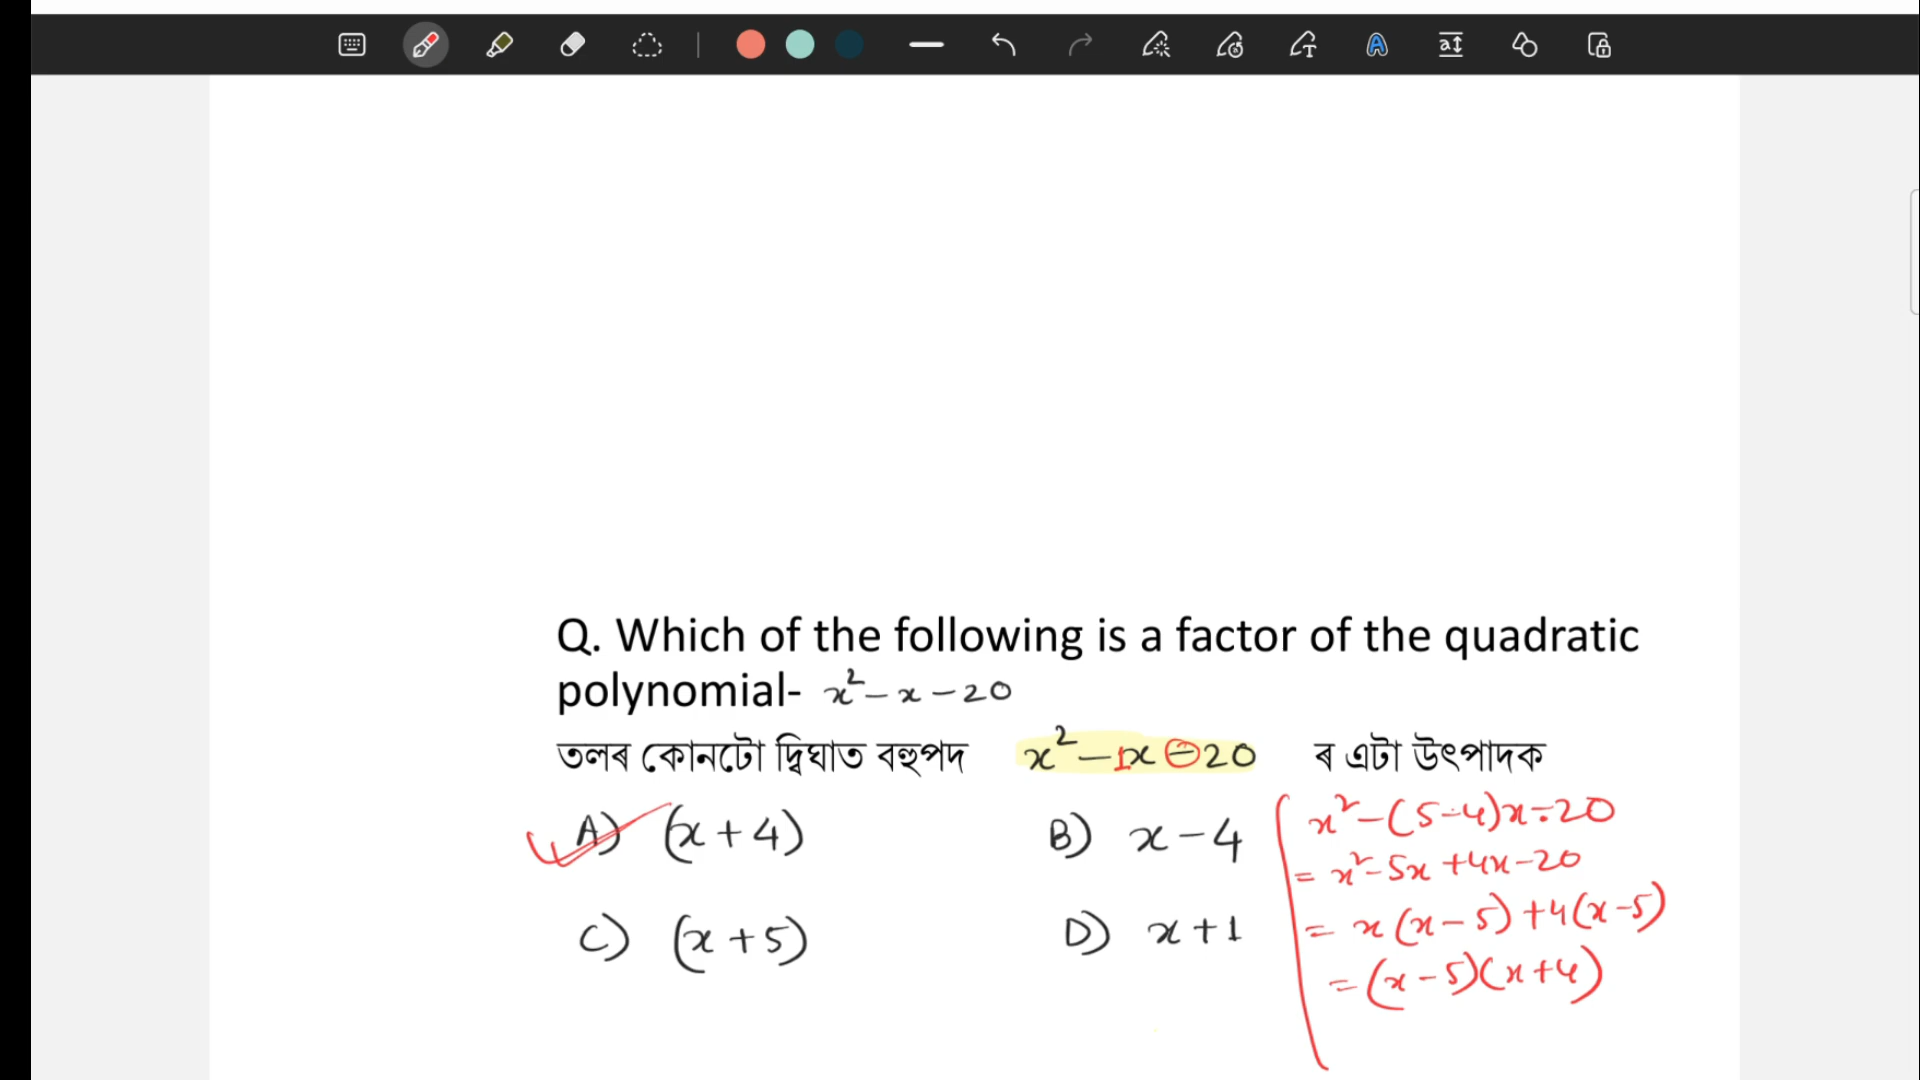 Q. Which of the following is a factor of the quadratic
polynomial- x² - x - 20
তলৰ কোনটো দ্বিঘাত বহুপদ x² - 1x - 20 ৰ এটা উৎপাদক
A) (x + 4) B) x - 4
C) (x + 5) D) x + 1
x² - (5 - 4)x - 20
= x² - 5x + 4x - 20
= x (x - 5) + 4 (x - 5)
= (x - 5)(x + 4)